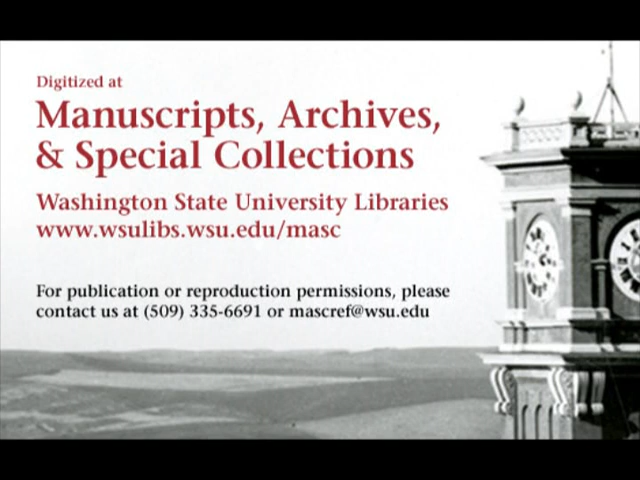 Digitized at
Manuscripts, Archives,
& Special Collections
Washington State University Libraries
www.wsulibs.wsu.edu/masc
For publication or reproduction permissions, please
contact us at (509) 335-6691 or mascref@wsu.edu